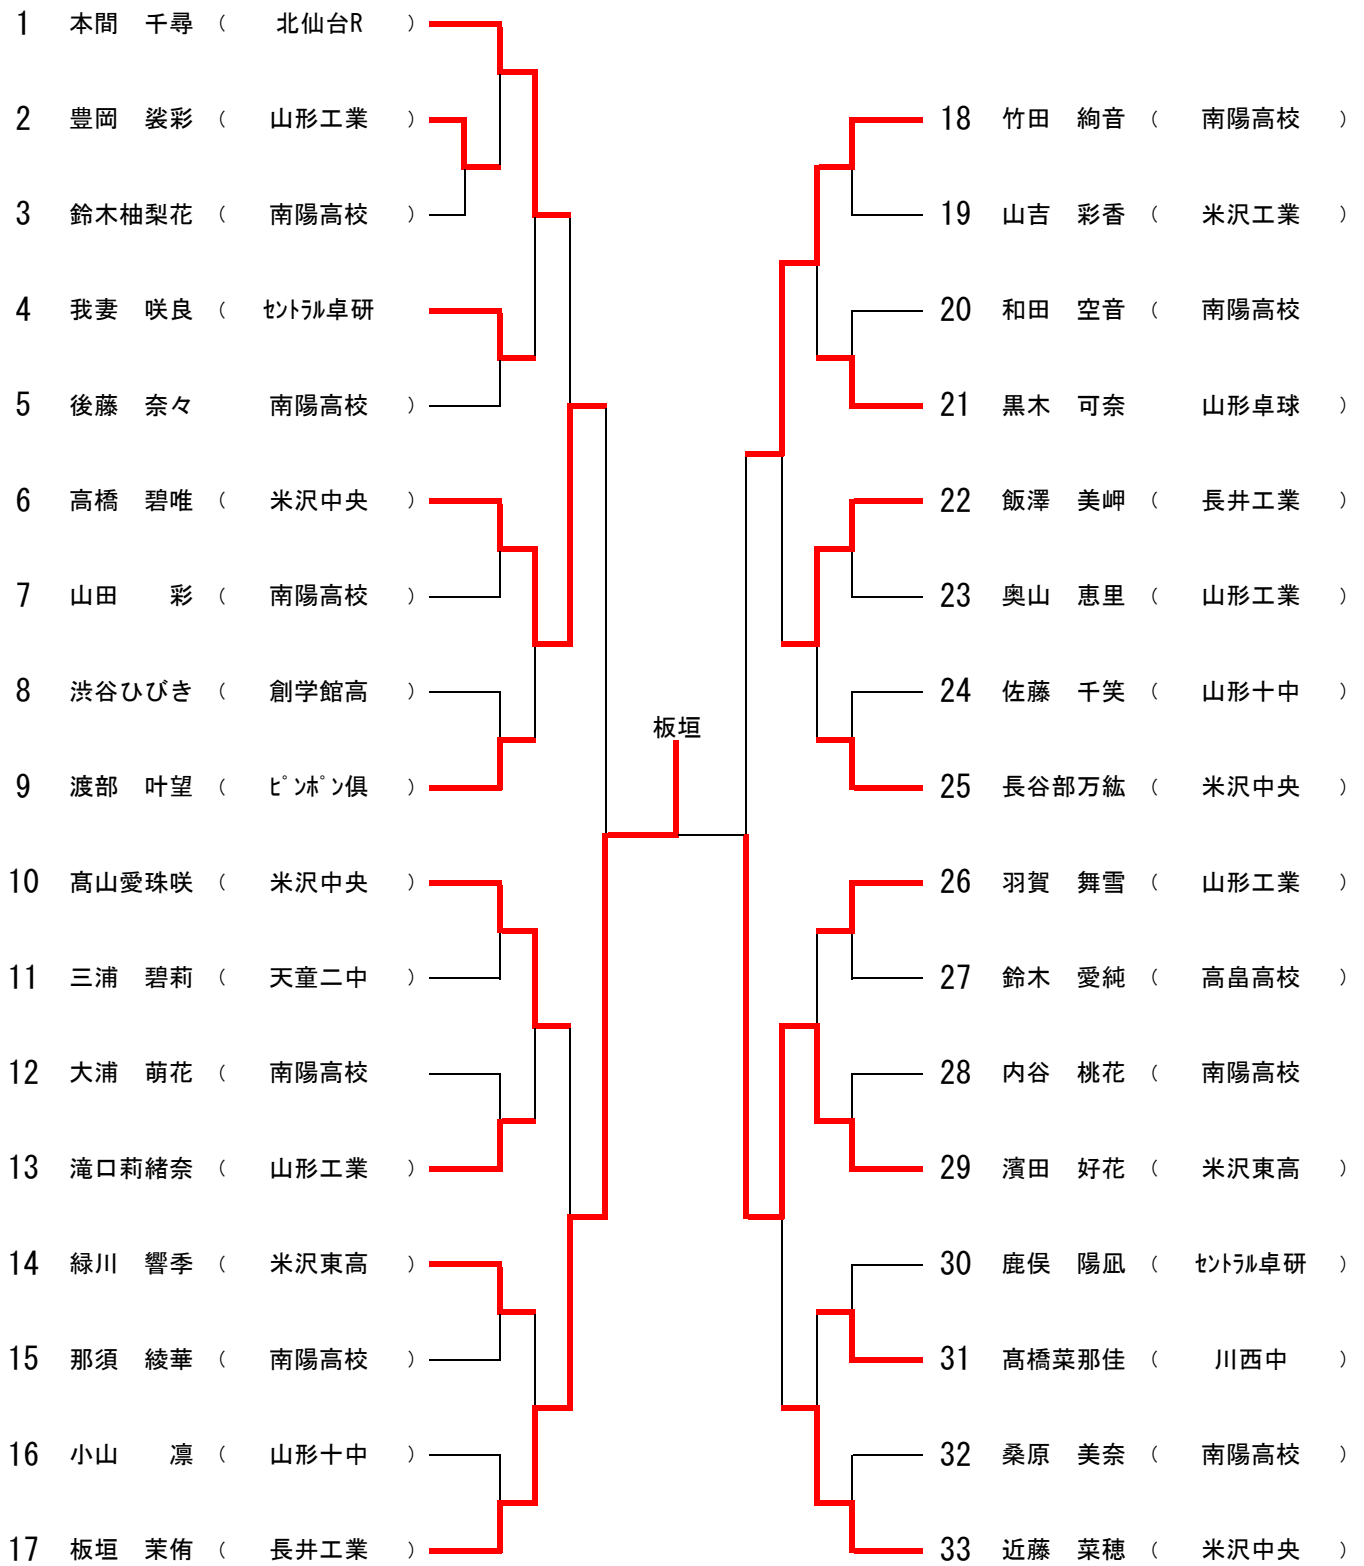 1 本間　千尋 （ 北仙台R ）
2 豊岡　裟彩 （ 山形工業 ）
3 鈴木柚梨花 （ 南陽高校 ）
4 我妻　咲良 （ ｾﾝﾄﾗﾙ卓研
5 後藤　奈々 南陽高校 ）
6 高橋　碧唯 （ 米沢中央 ）
7 山田　　彩 （ 南陽高校 ）
8 渋谷ひびき （ 創学館高 ）
9 渡部　叶望 （ ﾋﾟﾝﾎﾟﾝ倶 ）
10 髙山愛珠咲 （ 米沢中央 ）
11 三浦　碧莉 （ 天童二中 ）
12 大浦　萌花 （ 南陽高校
13 滝口莉緒奈 （ 山形工業 ）
14 緑川　響季 （ 米沢東高 ）
15 那須　綾華 （ 南陽高校 ）
16 小山　　凛 （ 山形十中 ）
17 板垣　茉侑 （ 長井工業 ）
板垣
18 竹田　絢音 （ 南陽高校 ）
19 山吉　彩香 （ 米沢工業 ）
20 和田　空音 （ 南陽高校
21 黒木　可奈 山形卓球 ）
22 飯澤　美岬 （ 長井工業 ）
23 奥山　恵里 （ 山形工業 ）
24 佐藤　千笑 （ 山形十中 ）
25 長谷部万紘 （ 米沢中央 ）
26 羽賀　舞雪 （ 山形工業 ）
27 鈴木　愛純 （ 高畠高校 ）
28 内谷　桃花 （ 南陽高校
29 濱田　好花 （ 米沢東高 ）
30 鹿俣　陽凪 （ ｾﾝﾄﾗﾙ卓研 ）
31 髙橋菜那佳 （ 川西中 ）
32 桑原　美奈 （ 南陽高校 ）
33 近藤　菜穂 （ 米沢中央 ）